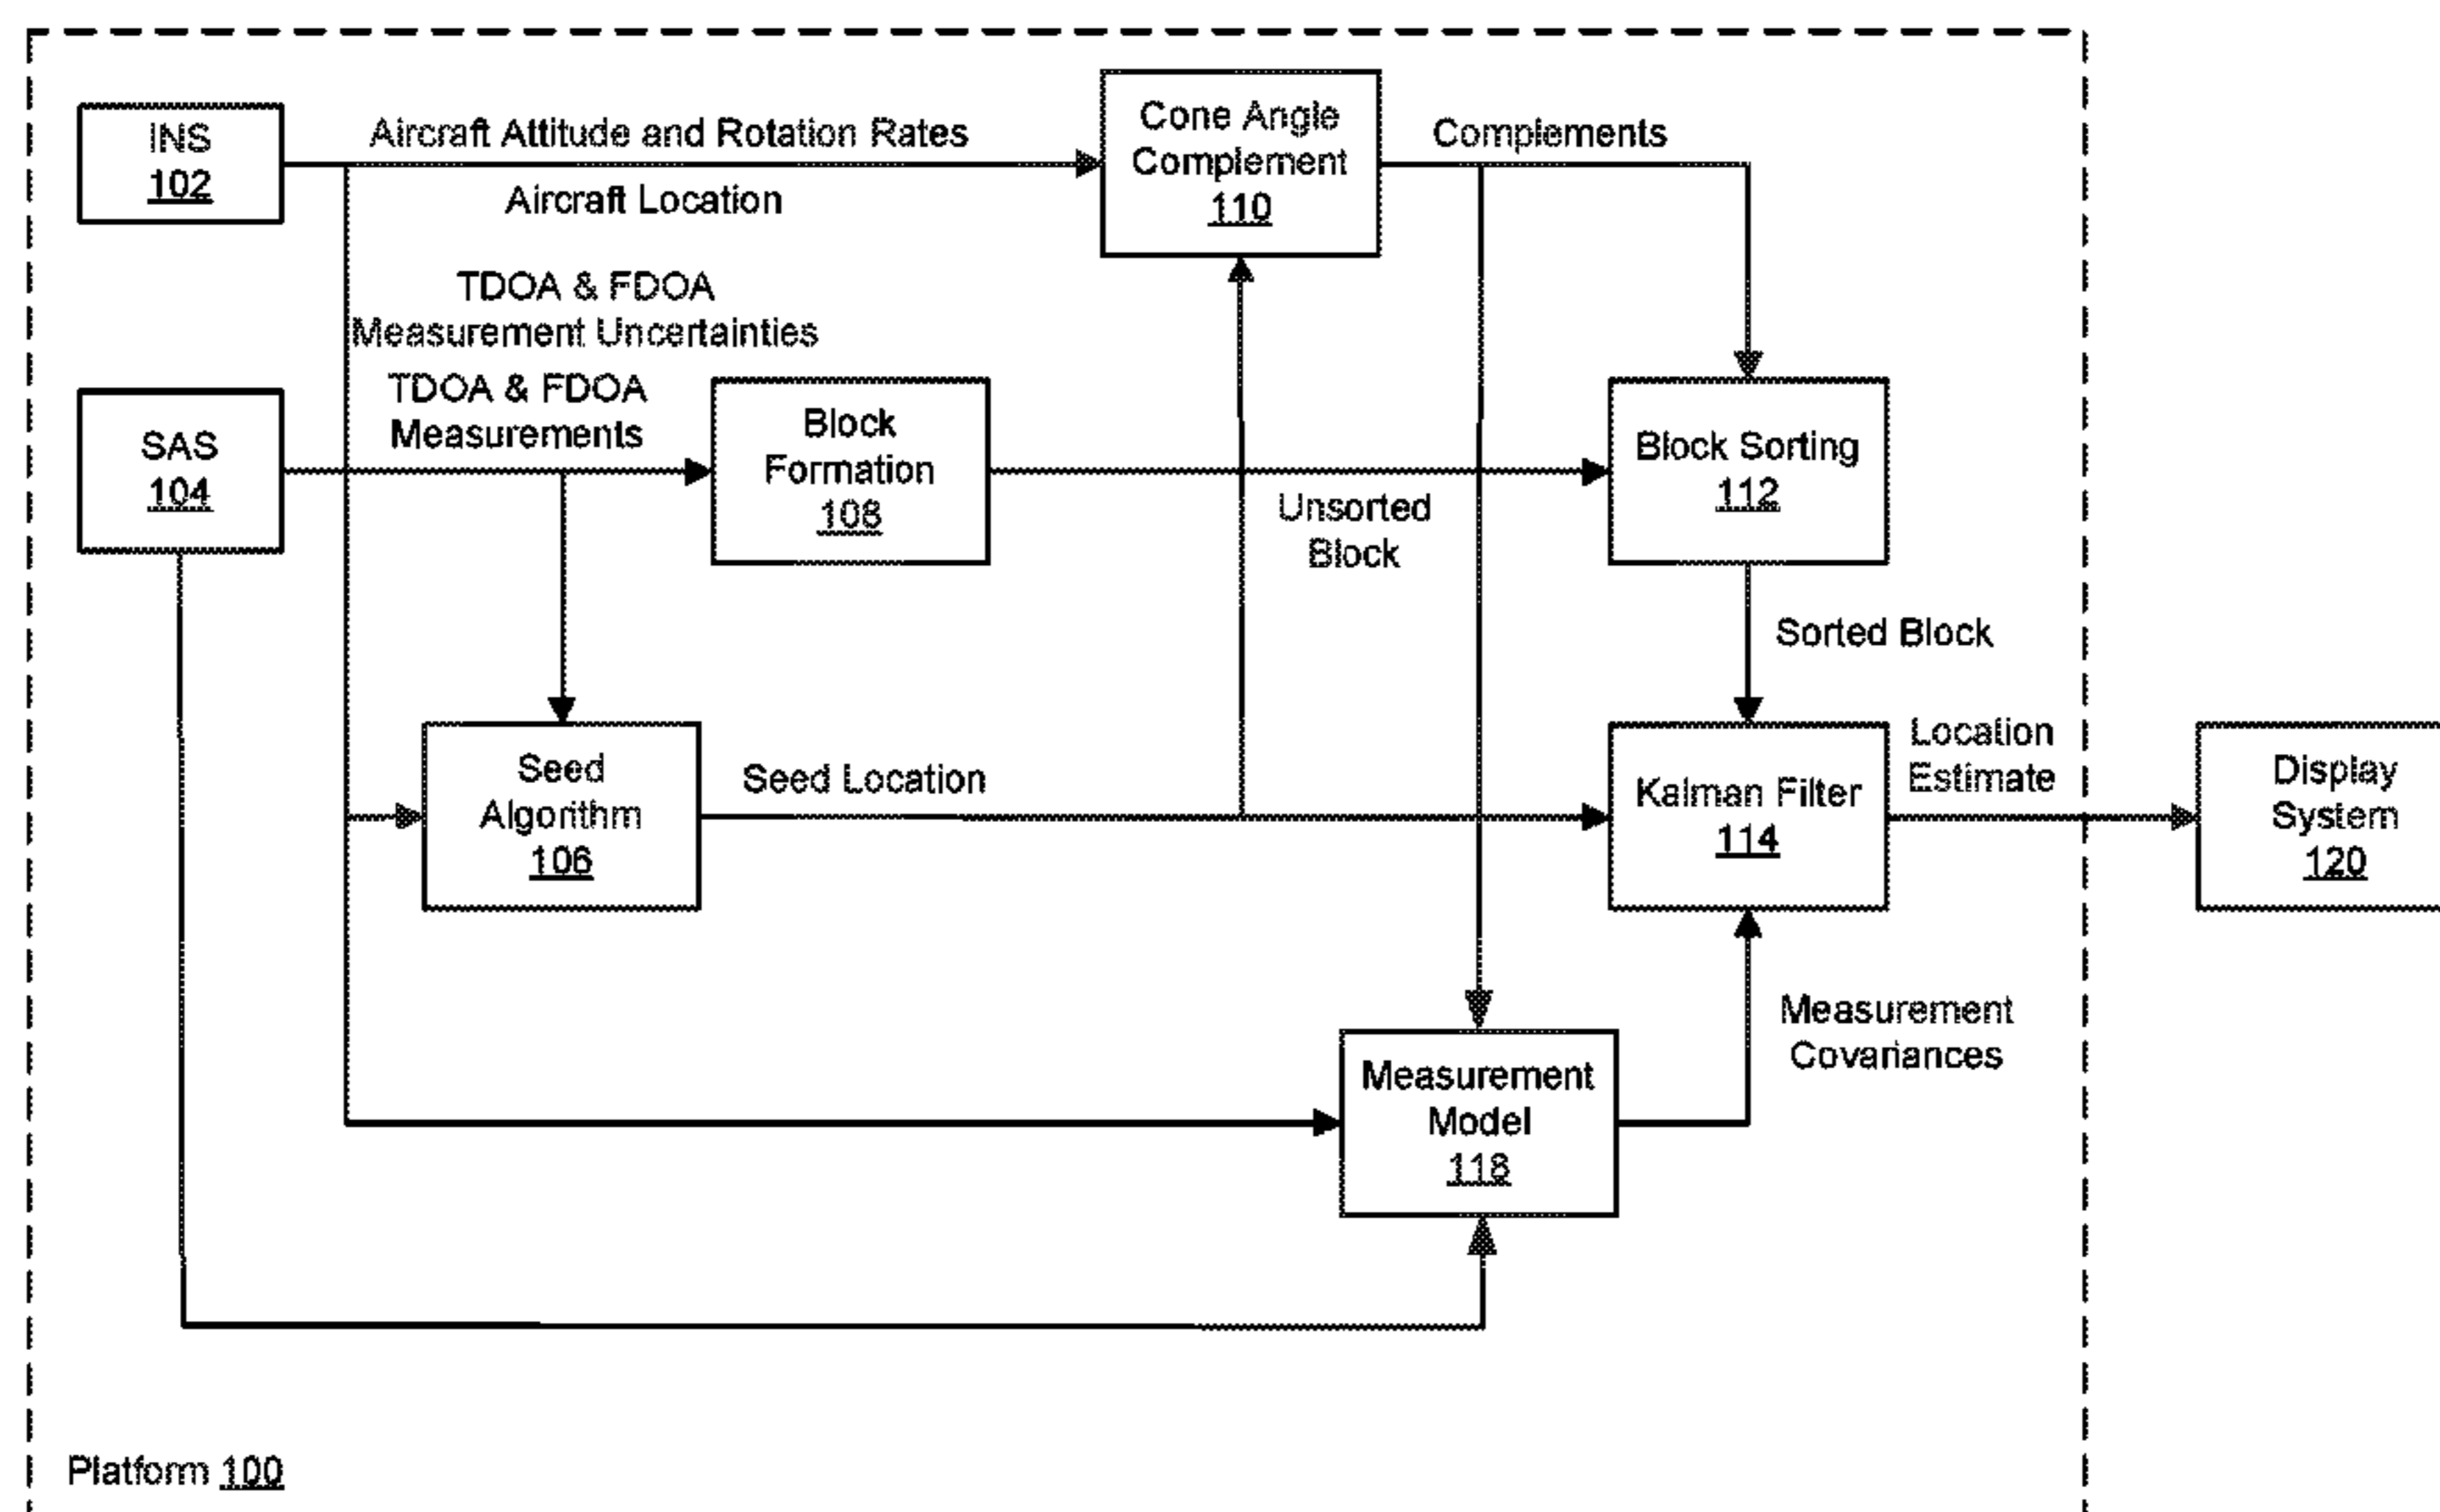 INS
102
Aircraft Attitude and Rotation Rates
Aircraft Location
Cone Angle
Complement
110
Complements
TDOA & FDOA
Measurement Uncertainties
TDOA & FDOA
Measurements
SAS
104
Block
Formation
108
Unsorted
Block
Block Sorting
112
Sorted Block
Seed
Algorithm
106
Seed Location
Kalman Filter
114
Location
Estimate
Display
System
120
Measurement
Covariances
Measurement
Model
118
Platform 100